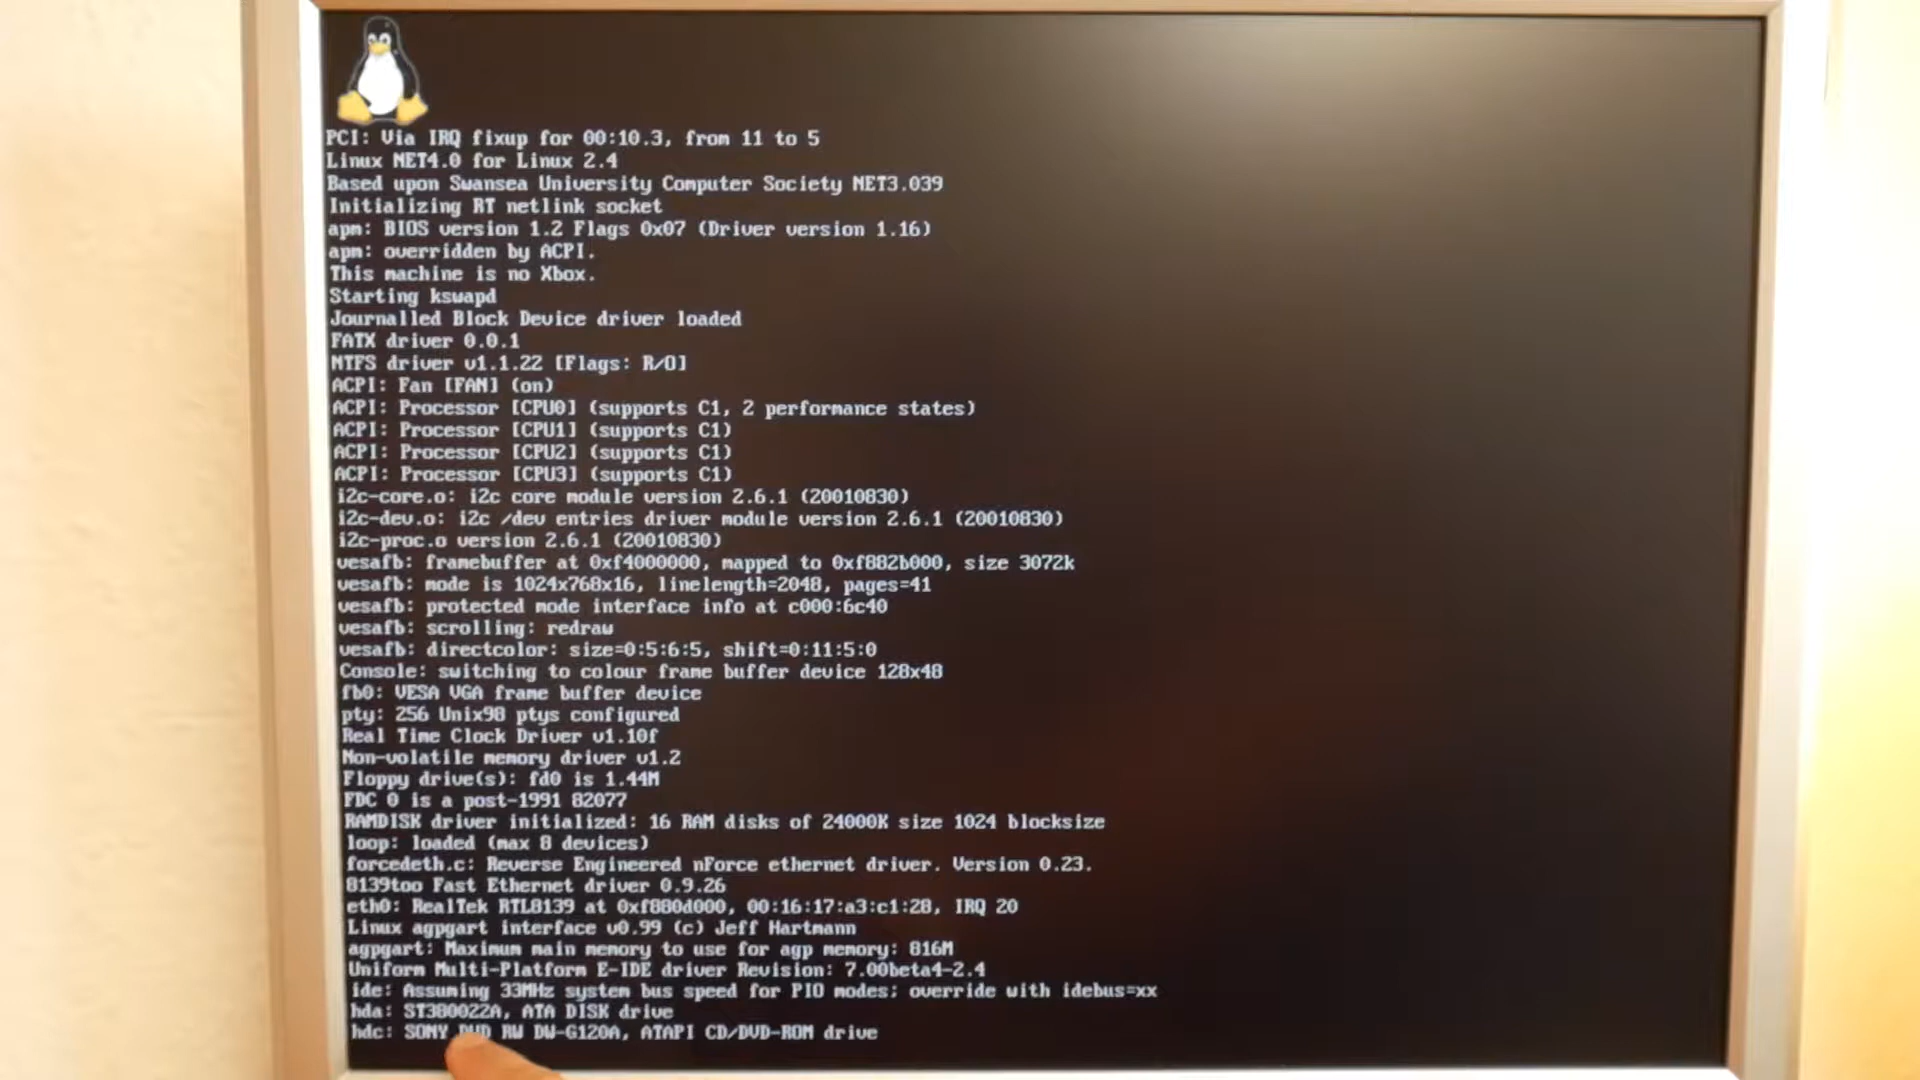 PCI: Via IRQ fixup for 00:10.3, from 11 to 5
Linux NET4.0 for Linux 2.4
Based upon Swansea University Computer Society NET3.039
Initializing RT netlink socket
apm: BIOS version 1.2 Flags 0x07 (Driver version 1.16)
apm: overridden by ACPI.
This machine is no Xbox.
Starting kswapd
Journalled Block Device driver loaded
FATX driver 0.0.1
NTFS driver v1.1.22 [Flags: R/O]
ACPI: Fan [FAN] (on)
ACPI: Processor [CPU0] (supports C1, 2 performance states)
ACPI: Processor [CPU1] (supports C1)
ACPI: Processor [CPU2] (supports C1)
ACPI: Processor [CPU3] (supports C1)
i2c-core.o: i2c core module version 2.6.1 (20010830)
i2c-dev.o: i2c /dev entries driver module version 2.6.1 (20010830)
i2c-proc.o version 2.6.1 (20010830)
vesafb: framebuffer at 0xf4000000, mapped to 0xf882b000, size 3072k
vesafb: mode is 1024x768x16, linelength=2048, pages=41
vesafb: protected mode interface info at c000:6c40
vesafb: scrolling: redraw
vesafb: directcolor: size=0:5:6:5, shift=0:11:5:0
Console: switching to colour frame buffer device 128x48
fb0: VESA VGA frame buffer device
pty: 256 Unix98 ptys configured
Real Time Clock Driver v1.10f
Non-volatile memory driver v1.2
Floppy drive(s): fd0 is 1.44M
FDC 0 is a post-1991 82077
RAMDISK driver initialized: 16 RAM disks of 24000K size 1024 blocksize
loop: loaded (max 8 devices)
forcedeth.c: Reverse Engineered nForce ethernet driver. Version 0.23.
8139too Fast Ethernet driver 0.9.26
eth0: RealTek RTL8139 at 0xf880d000, 00:16:17:a3:c1:28, IRQ 20
Linux agpgart interface v0.99 (c) Jeff Hartmann
agpgart: Maximum main memory to use for agp memory: 816M
Uniform Multi-Platform E-IDE driver Revision: 7.00beta4-2.4
ide: Assuming 33MHz system bus speed for PIO modes; override with idebus=xx
hda: ST380022A, ATA DISK drive
hdc: SONY DVD RW DW-G120A, ATAPI CD/DVD-ROM drive